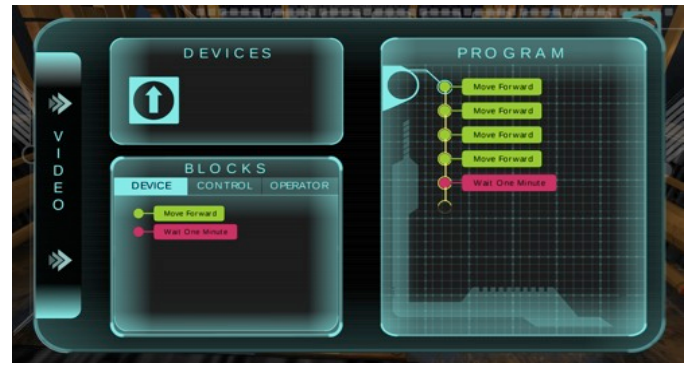 VIDEO
DEVICES
BLOCKS
DEVICE CONTROL OPERATOR
Move Forward
Wait One Minute
PROGRAM
Move Forward
Move Forward
Move Forward
Move Forward
Wait One Minute